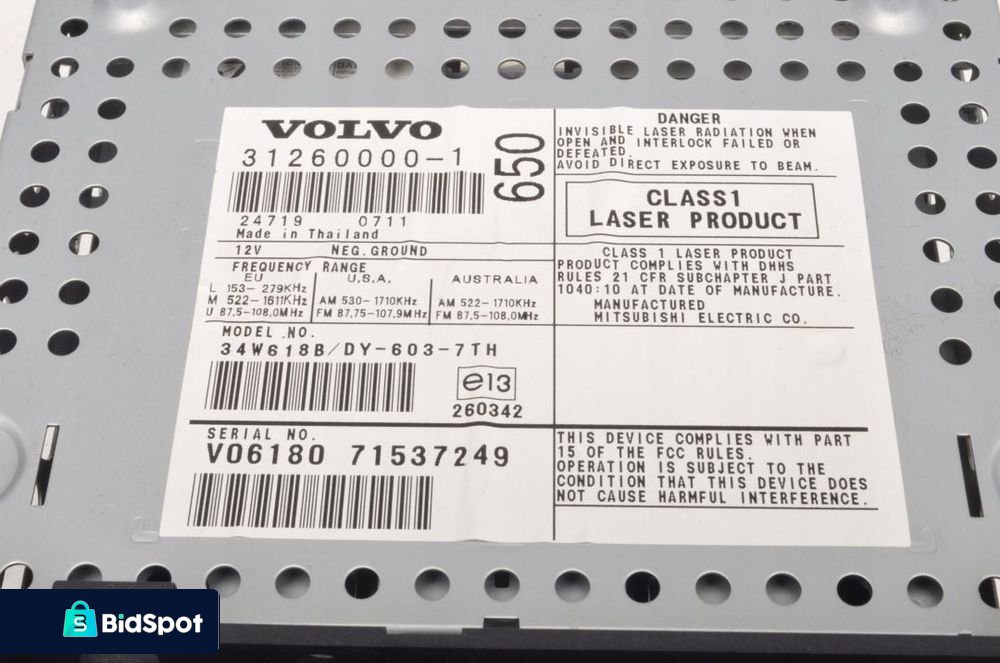 VOLVO
31260000-1
650
24719 0711
Made in Thailand
12V NEG.GROUND
FREQUENCY RANGE
EU U.S.A. AUSTRALIA
L 153-279KHz
M 522-1611KHz AM 530-1710KHz AM 522-1710KHz
U 87.5-108.0MHz FM 87.75-107.9MHz FM 87.5-108.0MHz
MODEL NO.
34W618B/DY-603-7TH
e13
260342
SERIAL NO.
V06180 71537249
DANGER
INVISIBLE LASER RADIATION WHEN
OPEN AND INTERLOCK FAILED OR
DEFEATED.
AVOID DIRECT EXPOSURE TO BEAM.
CLASS1
LASER PRODUCT
CLASS 1 LASER PRODUCT
PRODUCT COMPLIES WITH DHHS
RULES 21 CFR SUBCHAPTER J PART
1040:10 AT DATE OF MANUFACTURE.
MANUFACTURED
MITSUBISHI ELECTRIC CO.
THIS DEVICE COMPLIES WITH PART
15 OF THE FCC RULES.
OPERATION IS SUBJECT TO THE
CONDITION THAT THIS DEVICE DOES
NOT CAUSE HARMFUL INTERFERENCE.
BidSpot